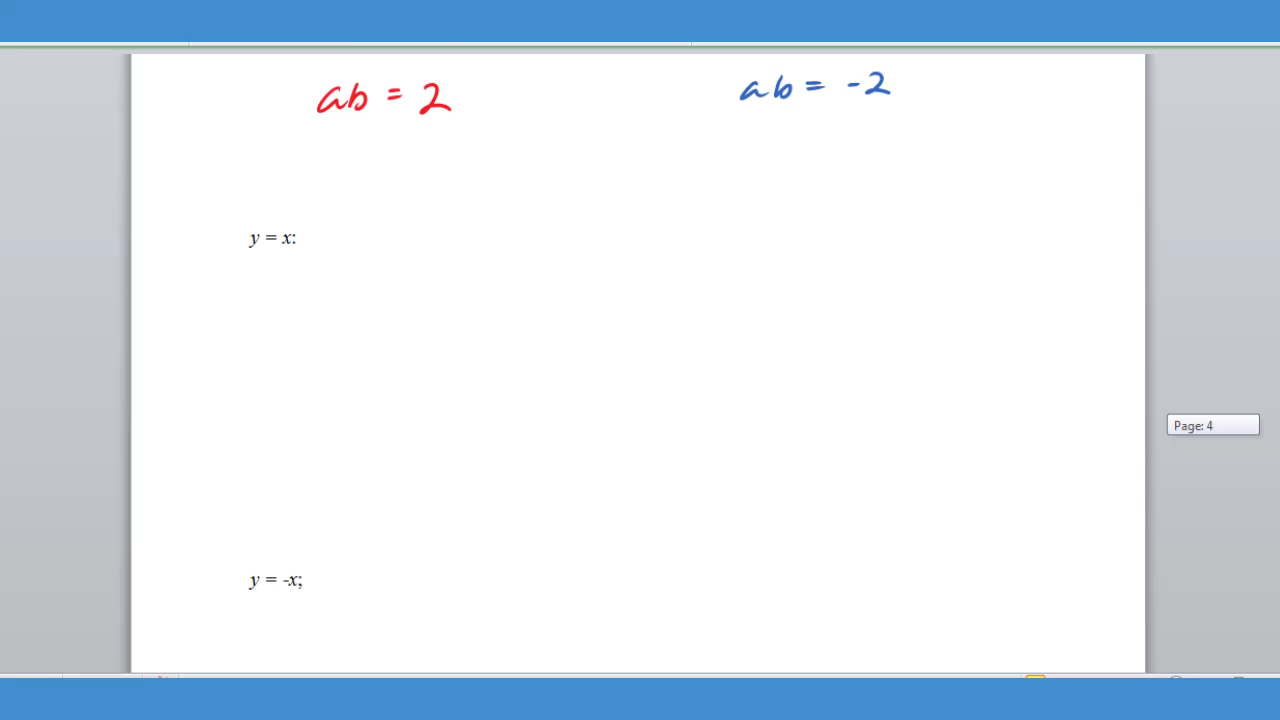 ab = 2
ab = -2
y = x:
Page: 4
y = -x;